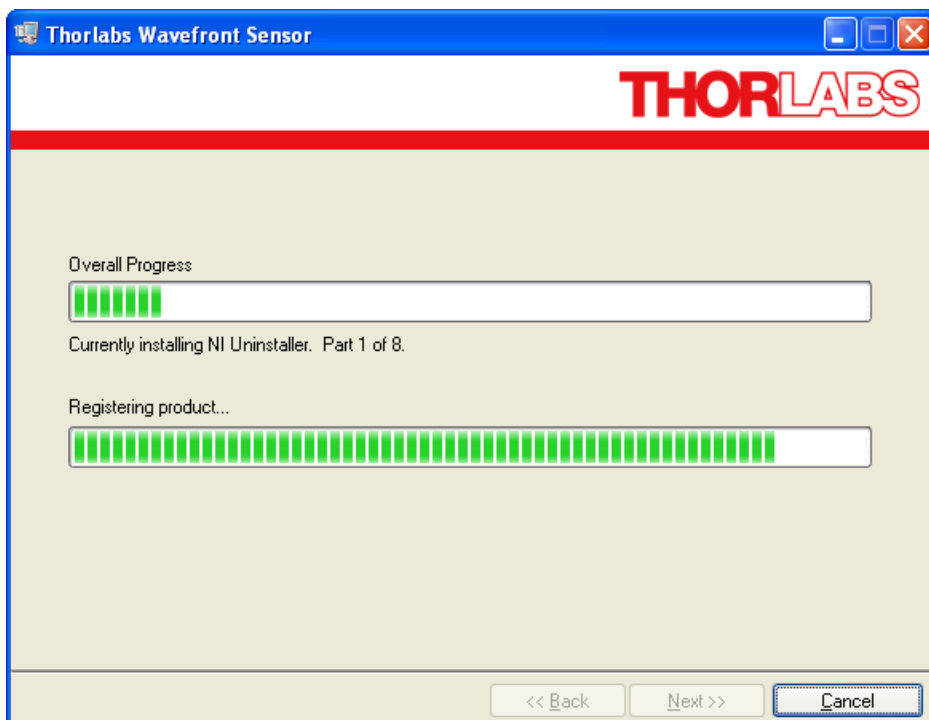 Thorlabs Wavefront Sensor
THORLABS
Overall Progress
Currently installing NI Uninstaller.  Part 1 of 8.
Registering product...
<< Back
Next >>
Cancel